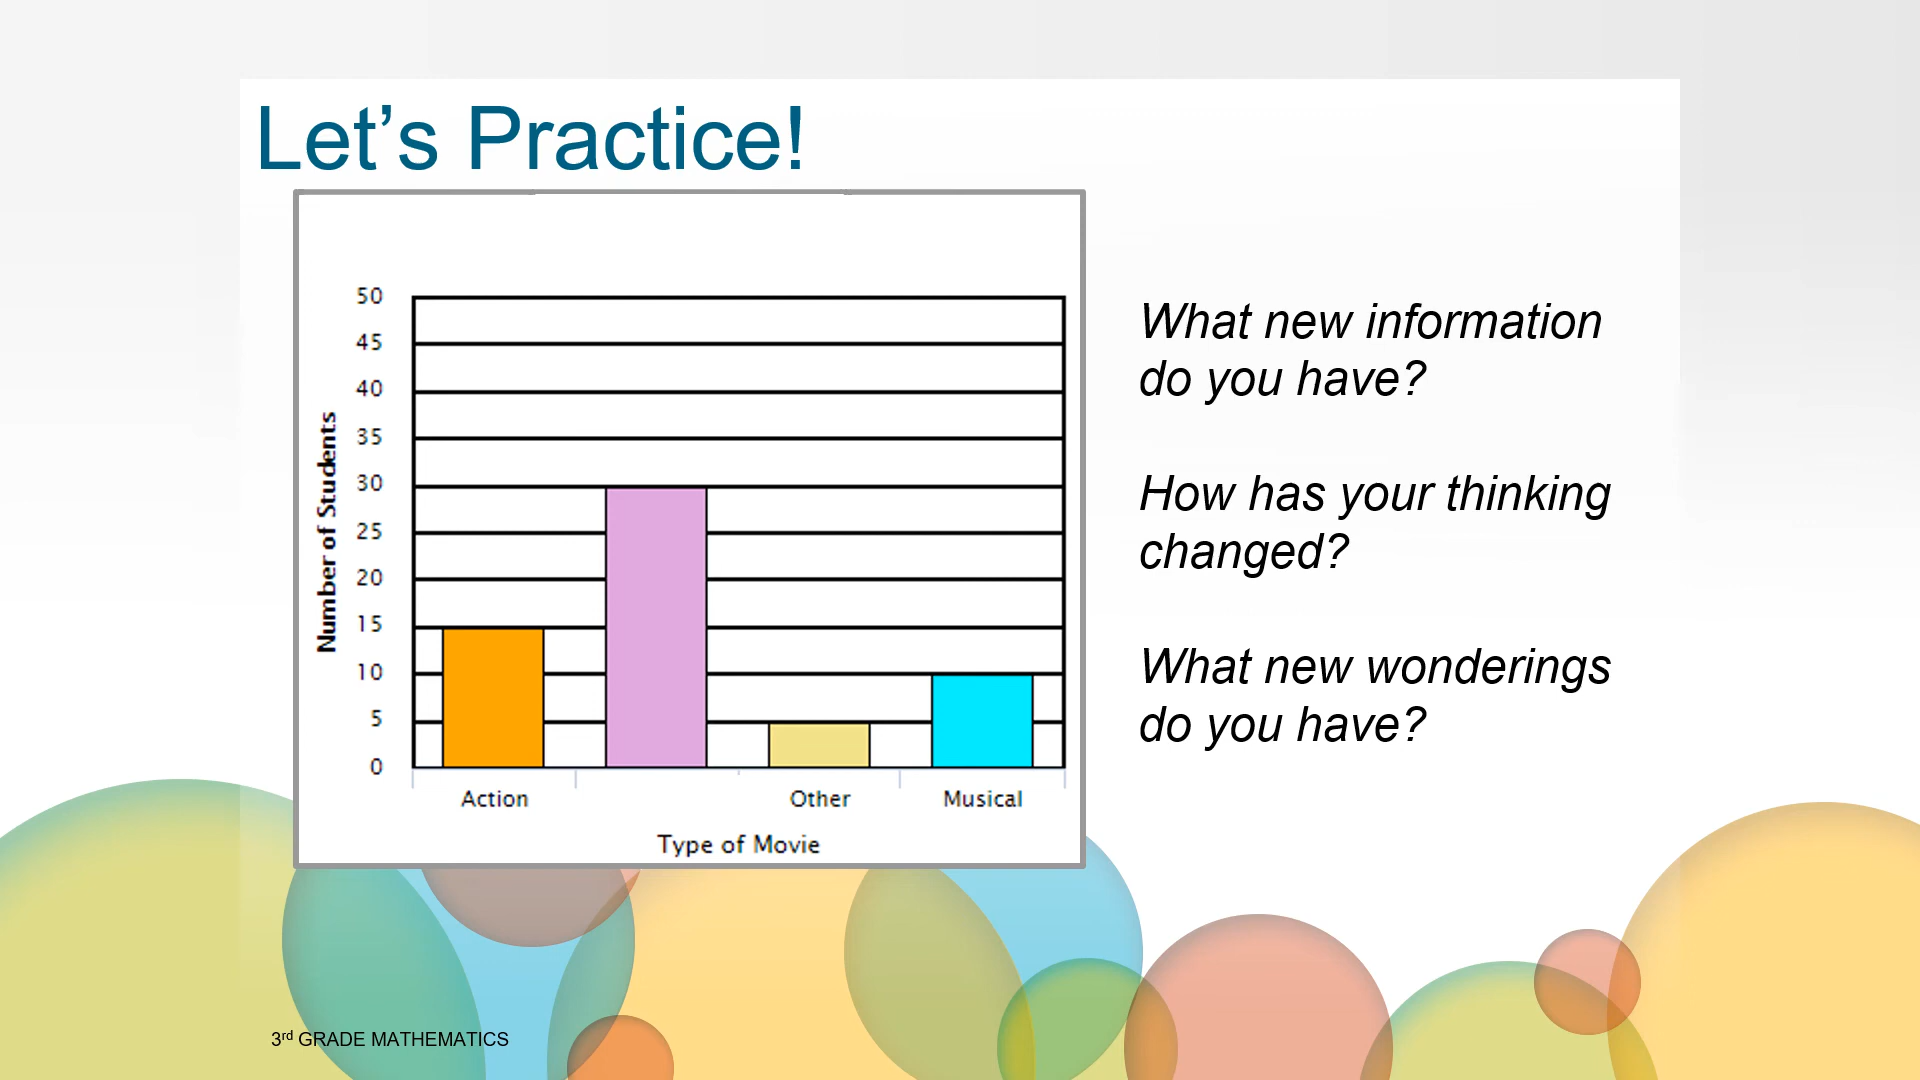 Let’s Practice!
50
45
40
35
30
25
20
15
10
5
0
Number of Students
Action
Other
Musical
Type of Movie
What new information
do you have?
How has your thinking
changed?
What new wonderings
do you have?
3rd GRADE MATHEMATICS